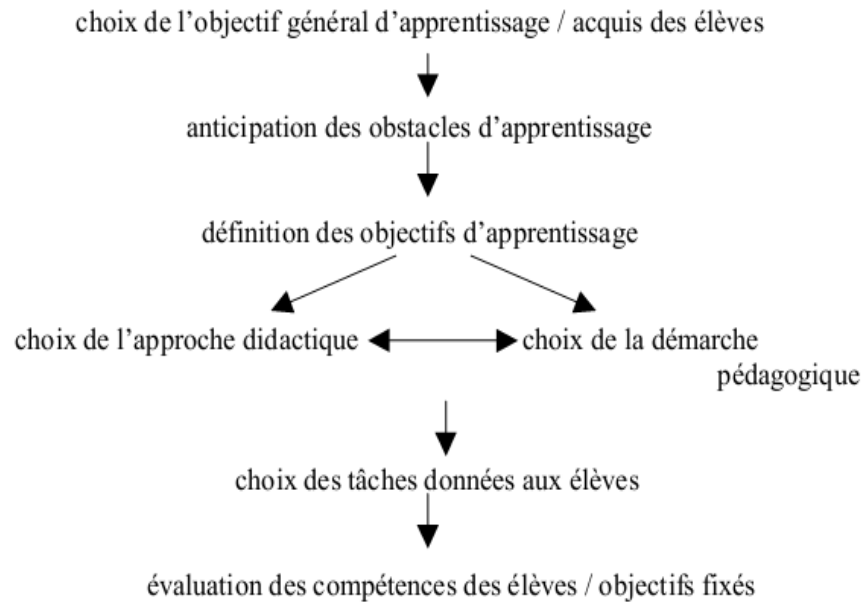 choix de l’objectif général d’apprentissage / acquis des élèves
anticipation des obstacles d’apprentissage
définition des objectifs d’apprentissage
choix de l’approche didactique
choix de la démarche
pédagogique
choix des tâches données aux élèves
évaluation des compétences des élèves / objectifs fixés